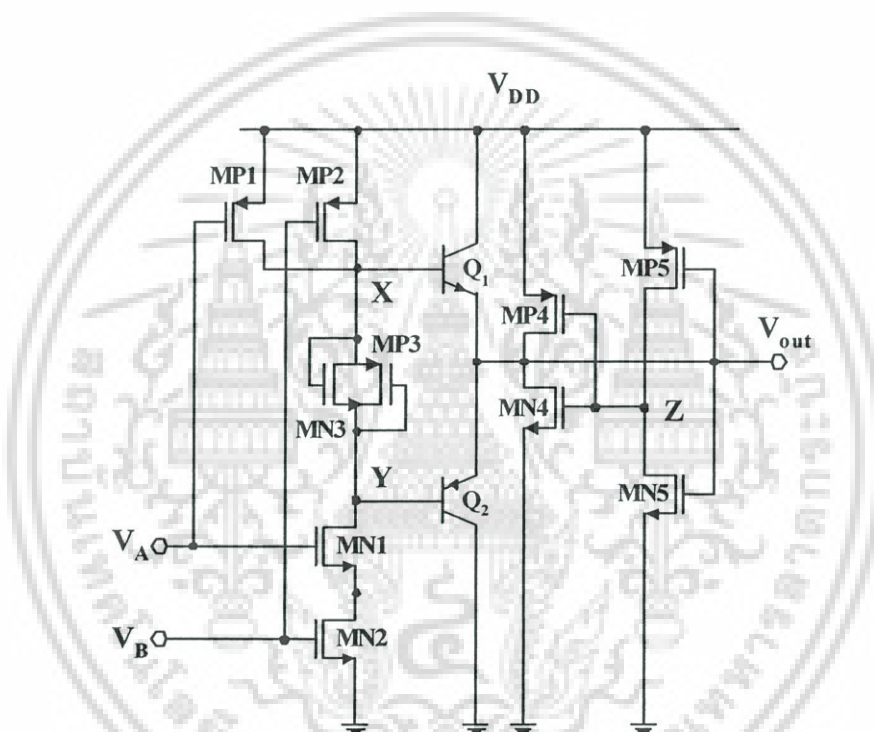 V_DD
MP1
MP2
Q_1
MP5
X
MP4
V_out
MP3
MN4
Z
MN3
Y
Q_2
MN5
V_A
MN1
V_B
MN2